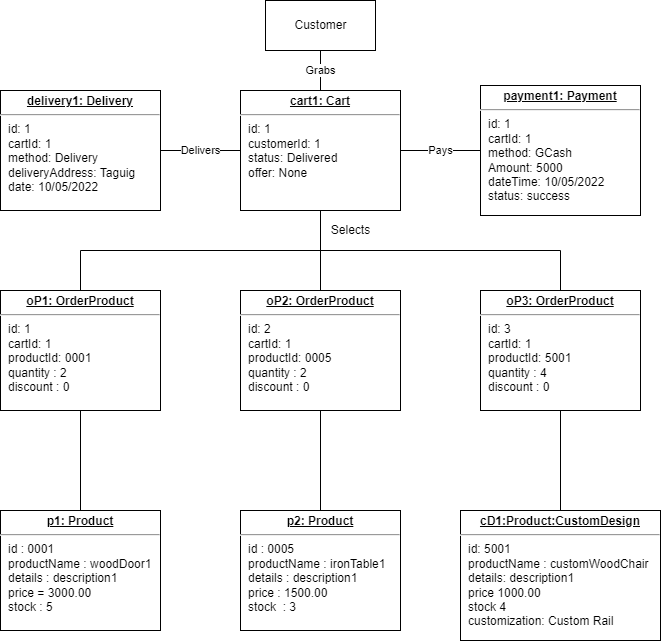 Customer
Grabs
delivery1: Delivery
id: 1
cartId: 1
method: Delivery
deliveryAddress: Taguig
date: 10/05/2022
Delivers
cart1: Cart
id: 1
customerId: 1
status: Delivered
offer: None
Pays
payment1: Payment
id: 1
cartId: 1
method: GCash
Amount: 5000
dateTime: 10/05/2022
status: success
Selects
oP1: OrderProduct
id: 1
cartId: 1
productId: 0001
quantity : 2
discount : 0
oP2: OrderProduct
id: 2
cartId: 1
productId: 0005
quantity : 2
discount : 0
oP3: OrderProduct
id: 3
cartId: 1
productId: 5001
quantity : 4
discount : 0
p1: Product
id : 0001
productName : woodDoor1
details : description1
price = 3000.00
stock : 5
p2: Product
id : 0005
productName : ironTable1
details : description1
price : 1500.00
stock : 3
cD1:Product:CustomDesign
id: 5001
productName : customWoodChair
details: description1
price 1000.00
stock 4
customization: Custom Rail